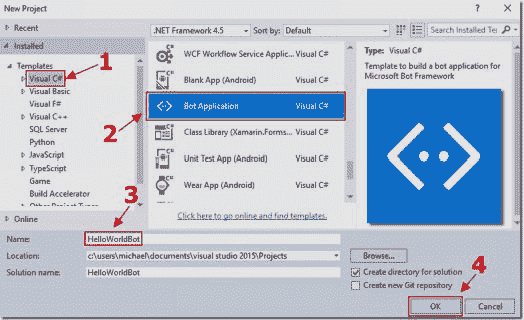 New Project
Recent
.NET Framework 4.5
Sort by: Default
Search Installed Te
Installed
Templates
Visual C#
Visual Basic
Visual F#
Visual C++
SQL Server
Python
JavaScript
TypeScript
Game
Build Accelerator
Other Project Types
Online
1
2
3
4
WCF Workflow Service Applic... Visual C#
Blank App (Android) Visual C#
Bot Application Visual C#
Class Library (Xamarin.Forms... Visual C#
Unit Test App (Android) Visual C#
Wear App (Android) Visual C#
Click here to go online and find templates.
Type: Visual C#
Template to build a bot application for
Microsoft Bot Framework
Name: HelloWorldBot
Location: c:\users\michael\documents\visual studio 2015\Projects
Solution name: HelloWorldBot
Browse...
Create directory for solution
Create new Git repository
OK
Cancel